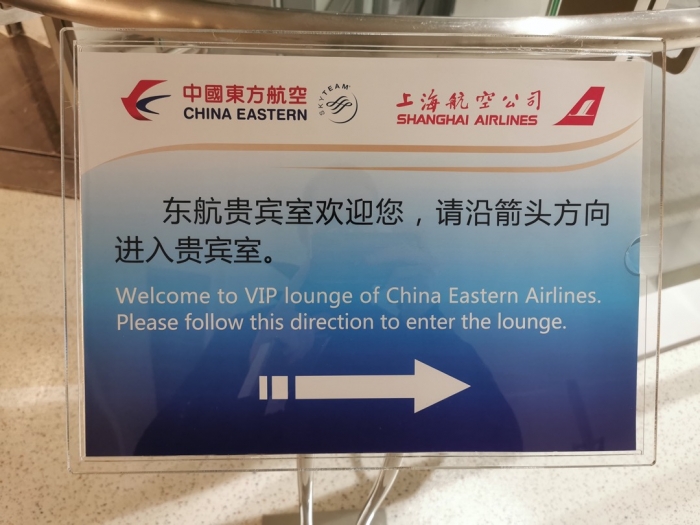 中國東方航空
CHINA EASTERN
SKYTEAM
上海航空公司
SHANGHAI AIRLINES
东航贵宾室欢迎您，请沿箭头方向
进入贵宾室。
Welcome to VIP lounge of China Eastern Airlines.
Please follow this direction to enter the lounge.